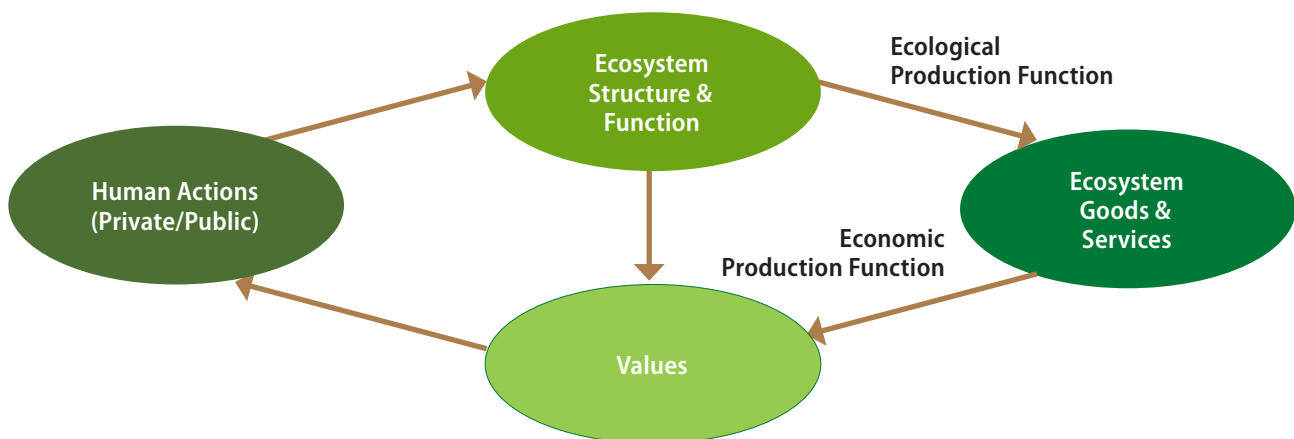 Ecosystem
Structure &
Function
Ecological
Production Function
Human Actions
(Private/Public)
Ecosystem
Goods &
Services
Economic
Production Function
Values